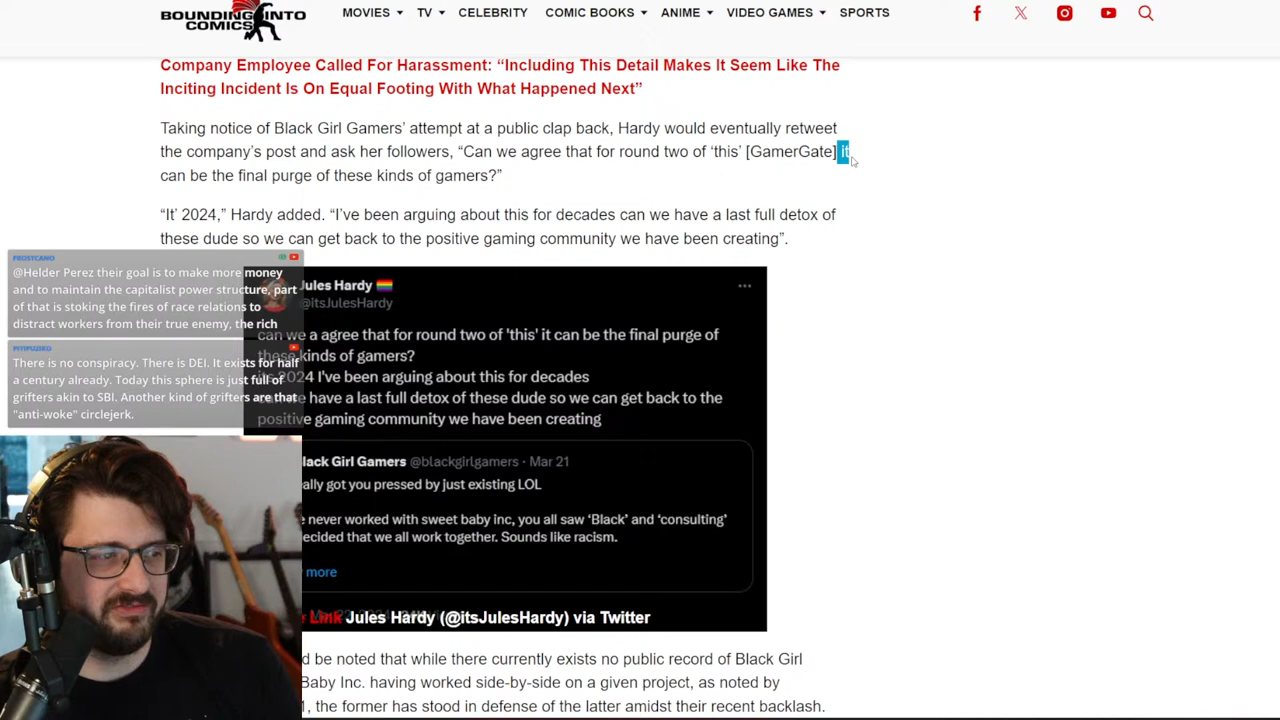 BOUNDING INTO
COMICS
MOVIES TV CELEBRITY COMIC BOOKS ANIME VIDEO GAMES SPORTS
Company Employee Called For Harassment: “Including This Detail Makes It Seem Like The
Inciting Incident Is On Equal Footing With What Happened Next”
Taking notice of Black Girl Gamers’ attempt at a public clap back, Hardy would eventually retweet
the company’s post and ask her followers, “Can we agree that for round two of ‘this’ [GamerGate] it
can be the final purge of these kinds of gamers?”
“It’ 2024,” Hardy added. “I’ve been arguing about this for decades can we have a last full detox of
these dude so we can get back to the positive gaming community we have been creating”.
FROSTCANO
@Helder Perez their goal is to make more money
and to maintain the capitalist power structure, part
of that is stoking the fires of race relations to
distract workers from their true enemy, the rich
PITIFUZIKO
There is no conspiracy. There is DEI. It exists for half
a century already. Today this sphere is just full of
grifters akin to SBI. Another kind of grifters are that
"anti-woke" circlejerk.
Jules Hardy
@itsJulesHardy
can we a agree that for round two of 'this' it can be the final purge of
these kinds of gamers?
its 2024 I've been arguing about this for decades
we have a last full detox of these dude so we can get back to the
positive gaming community we have been creating
Black Girl Gamers @blackgirlgamers · Mar 21
ally got you pressed by just existing LOL
never worked with sweet baby inc, you all saw ‘Black’ and ‘consulting’
ecided that we all work together. Sounds like racism.
more
Link Jules Hardy (@itsJulesHardy) via Twitter
d be noted that while there currently exists no public record of Black Girl
Baby Inc. having worked side-by-side on a given project, as noted by
1, the former has stood in defense of the latter amidst their recent backlash.